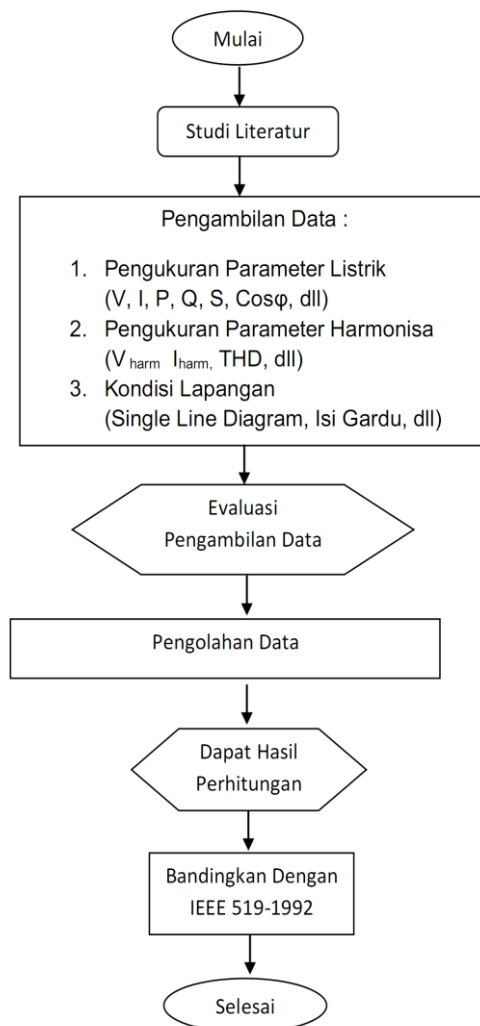 Mulai
Studi Literatur
Pengambilan Data :
1. Pengukuran Parameter Listrik
(V, I, P, Q, S, Cosφ, dll)
2. Pengukuran Parameter Harmonisa
(V harm I harm, THD, dll)
3. Kondisi Lapangan
(Single Line Diagram, Isi Gardu, dll)
Evaluasi
Pengambilan Data
Pengolahan Data
Dapat Hasil
Perhitungan
Bandingkan Dengan
IEEE 519-1992
Selesai